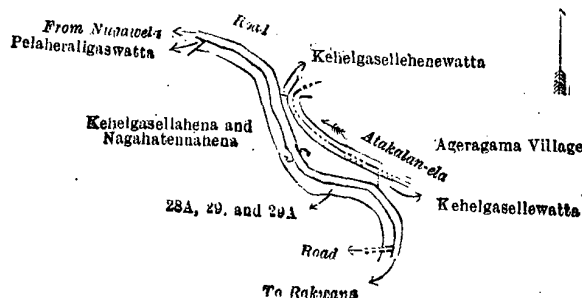 Road
From Nugawela
Pelaheraligaswatta
Kehelgasellehenewatta
Kehelgasellahena and
Nagahatennahena
Atakalan-ela
Ageragama Village
Kehelgasellewatta
28A, 29, and 29A
Road
To Rakwana